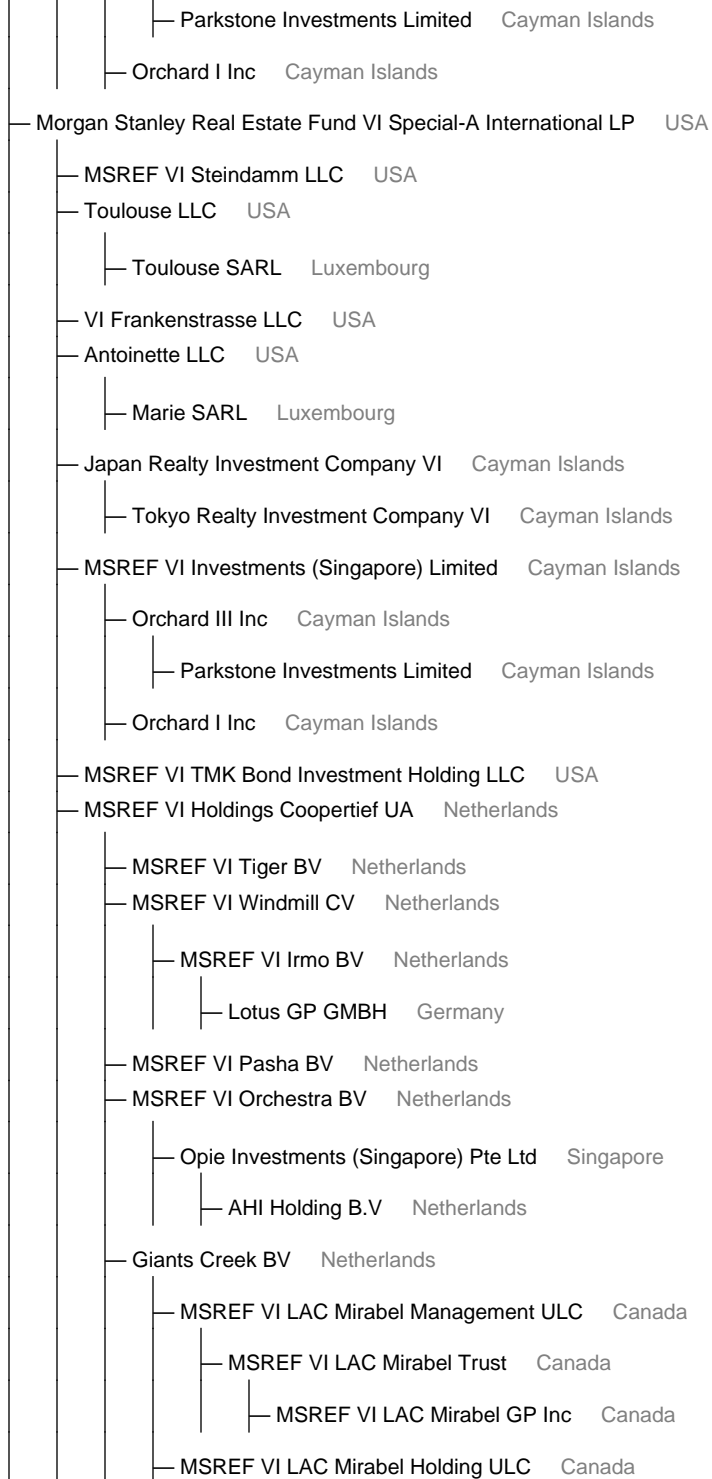 Parkstone Investments Limited Cayman Islands
Orchard I Inc Cayman Islands
Morgan Stanley Real Estate Fund VI Special-A International LP USA
MSREF VI Steindamm LLC USA
Toulouse LLC USA
Toulouse SARL Luxembourg
VI Frankenstrasse LLC USA
Antoinette LLC USA
Marie SARL Luxembourg
Japan Realty Investment Company VI Cayman Islands
Tokyo Realty Investment Company VI Cayman Islands
MSREF VI Investments (Singapore) Limited Cayman Islands
Orchard III Inc Cayman Islands
Parkstone Investments Limited Cayman Islands
Orchard I Inc Cayman Islands
MSREF VI TMK Bond Investment Holding LLC USA
MSREF VI Holdings Coopertief UA Netherlands
MSREF VI Tiger BV Netherlands
MSREF VI Windmill CV Netherlands
MSREF VI Irmo BV Netherlands
Lotus GP GMBH Germany
MSREF VI Pasha BV Netherlands
MSREF VI Orchestra BV Netherlands
Opie Investments (Singapore) Pte Ltd Singapore
AHI Holding B.V Netherlands
Giants Creek BV Netherlands
MSREF VI LAC Mirabel Management ULC Canada
MSREF VI LAC Mirabel Trust Canada
MSREF VI LAC Mirabel GP Inc Canada
MSREF VI LAC Mirabel Holding ULC Canada